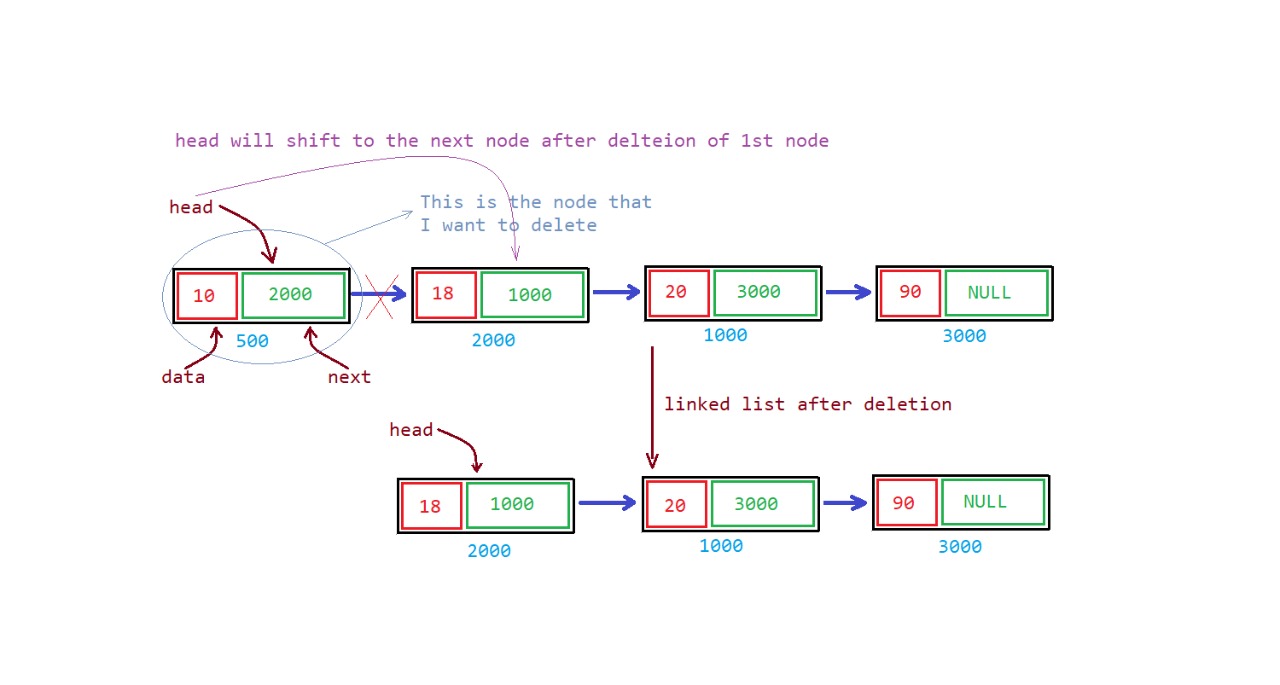 head will shift to the next node after delteion of 1st node
head
This is the node that
I want to delete
10 2000
18 1000
20 3000
90 NULL
500
2000
1000
3000
data
next
linked list after deletion
head
18 1000
20 3000
90 NULL
2000
1000
3000